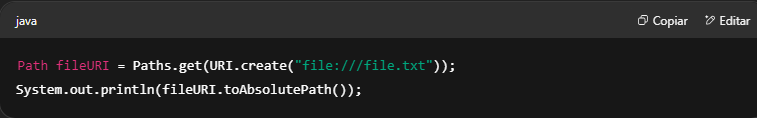 java
Copiar
Editar
Path fileURI = Paths.get(URI.create("file:///file.txt"));
System.out.println(fileURI.toAbsolutePath());